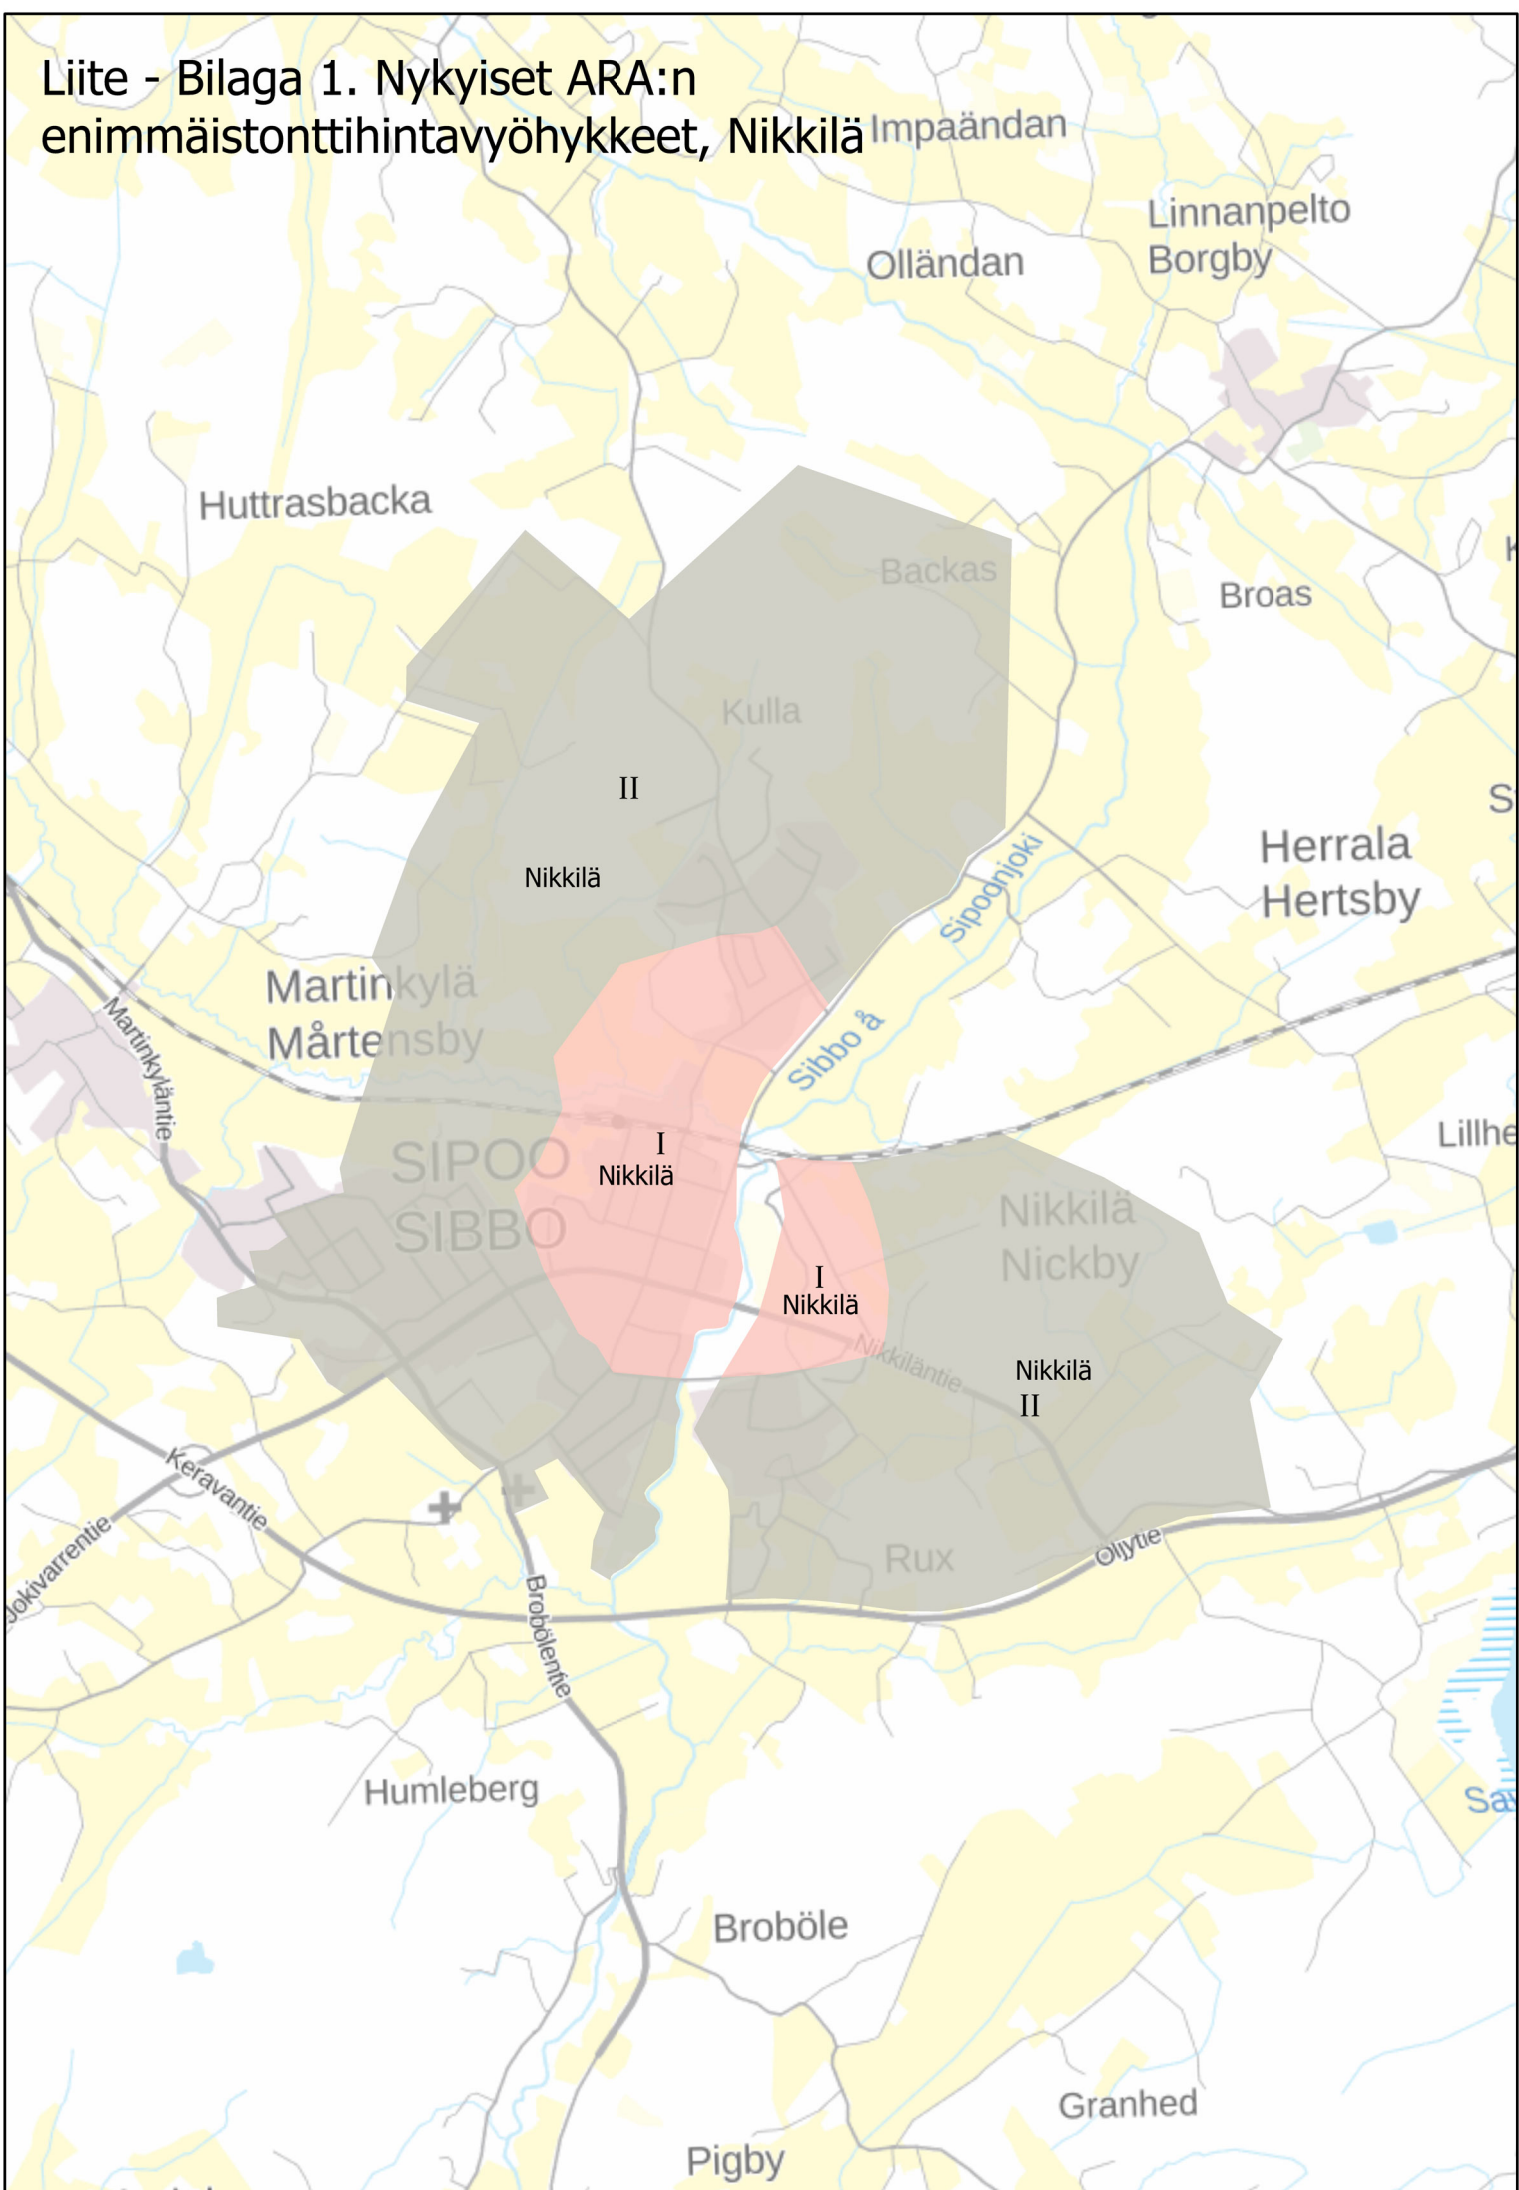 Liite - Bilaga 1. Nykyiset ARA:n
enimmäistonttihintavyöhykkeet, Nikkilä
Impaändan
Linnanpelto
Borgby
Olländan
Huttrasbacka
Backas
Broas
Kulla
II
Nikkilä
Herrala
Hertsby
Sipoonjoki
Martinkylä
Mårtensby
Martinkyläntie
Sibbo å
SIPOO
SIBBO
I
Nikkilä
Nikkilä
Nickby
I
Nikkilä
Nikkiläntie
Nikkilä
II
Keravantie
Jokivarrentie
Öljytie
Rux
Brobölentie
Humleberg
Broböle
Granhed
Pigby